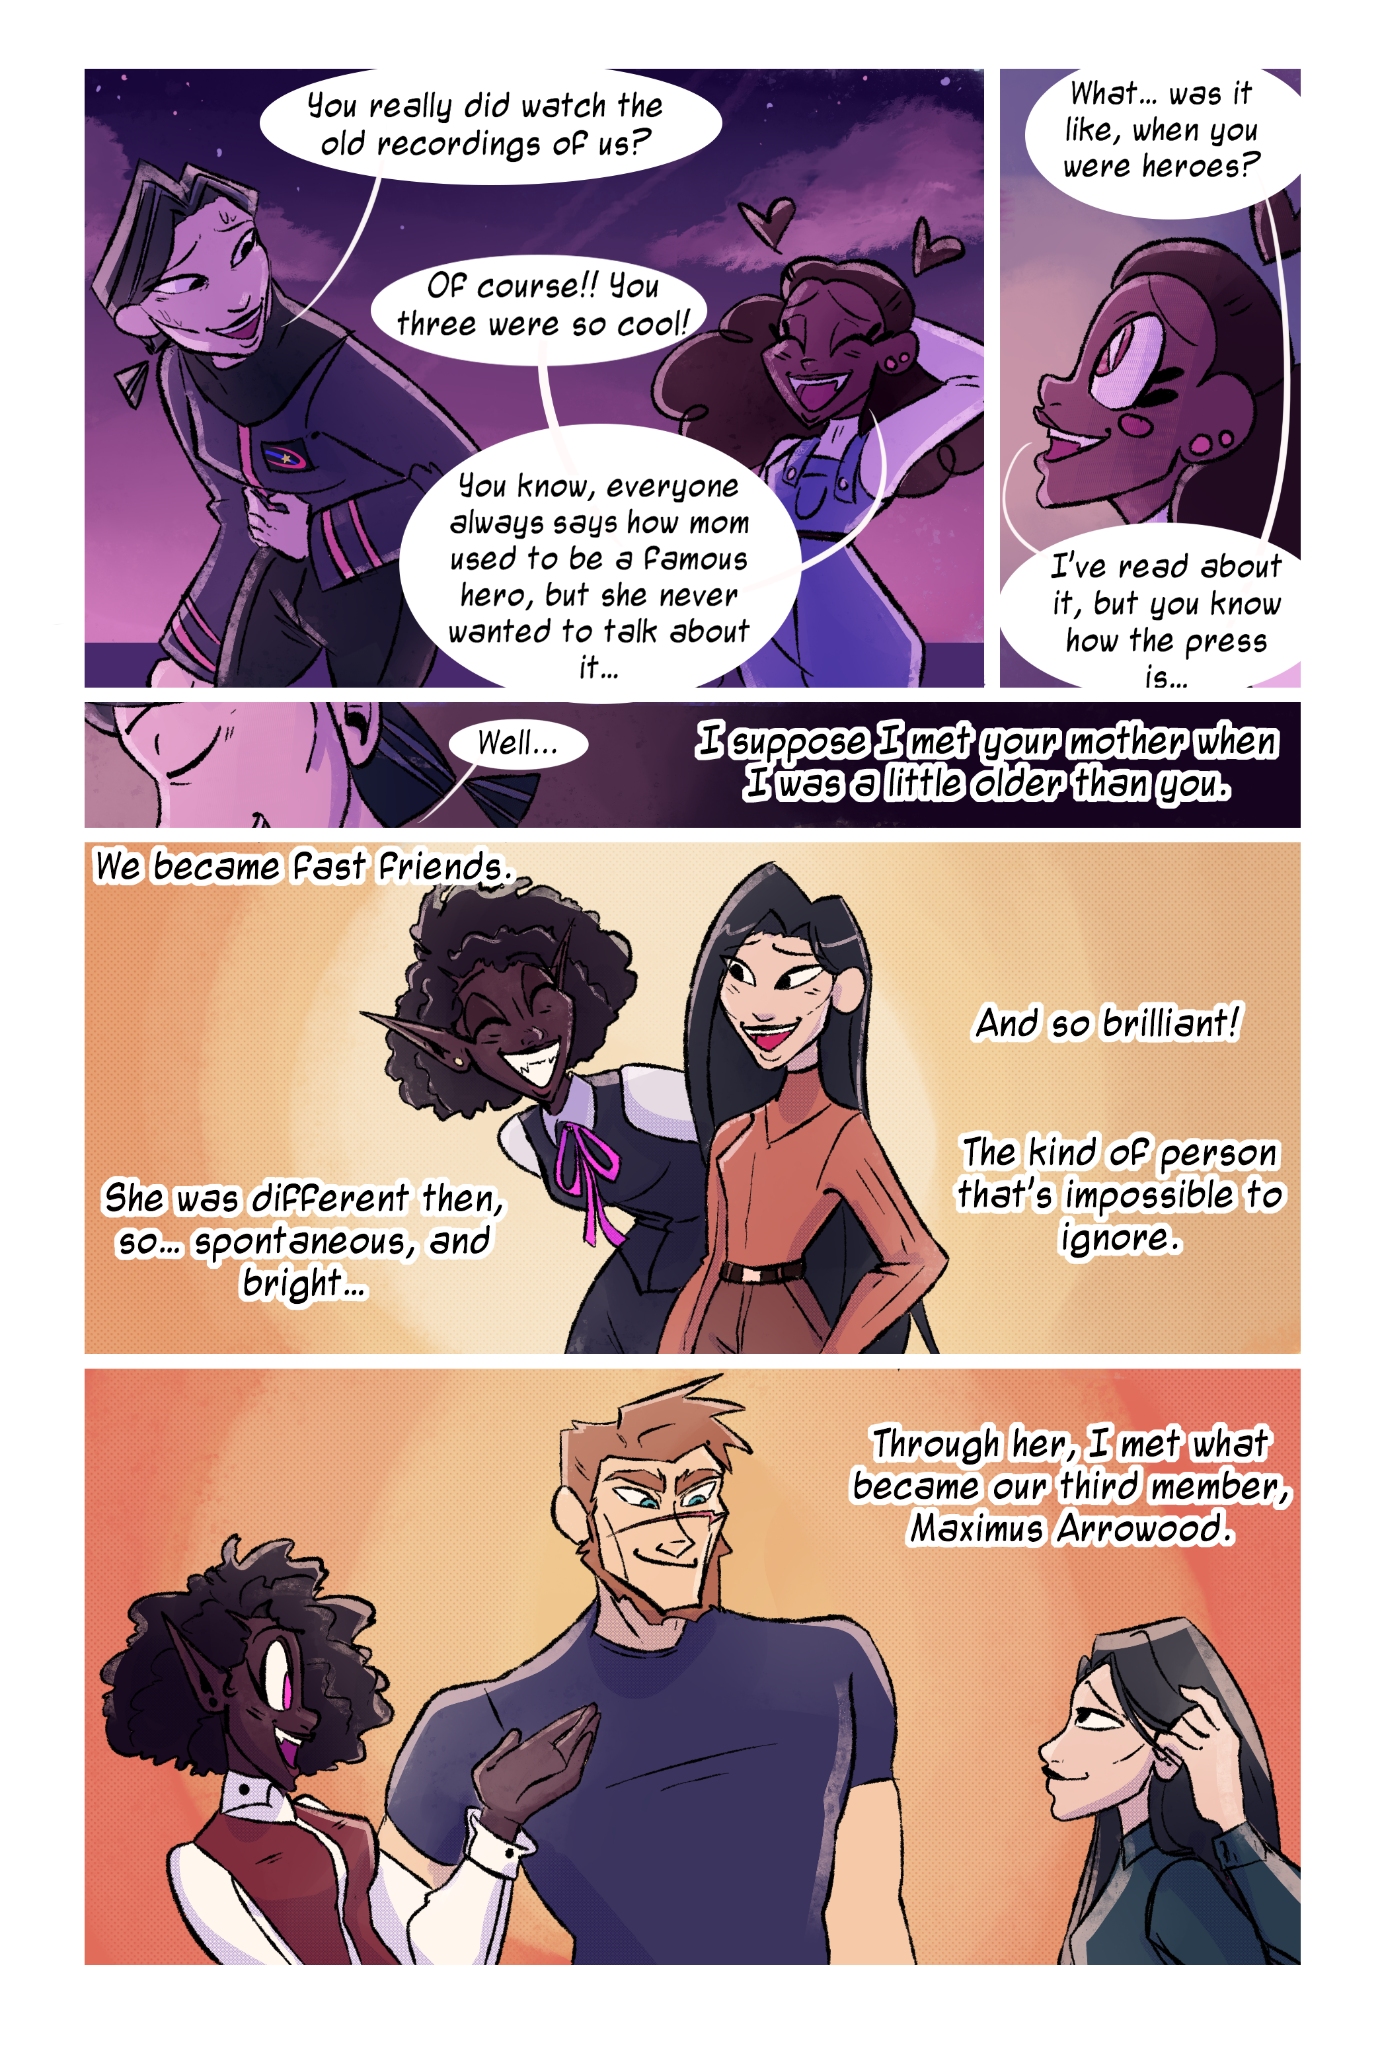 You really did watch the
old recordings of us?
Of course!! You
three were so cool!
You know, everyone
always says how mom
used to be a famous
hero, but she never
wanted to talk about
it...
What... was it
like, when you
were heroes?
I've read about
it, but you know
how the press
is...
Well...
I suppose I met your mother when
I was a little older than you.
We became fast friends.
And so brilliant!
The kind of person
that's impossible to
ignore.
She was different then,
so... spontaneous, and
bright...
Through her, I met what
became our third member,
Maximus Arrowood.